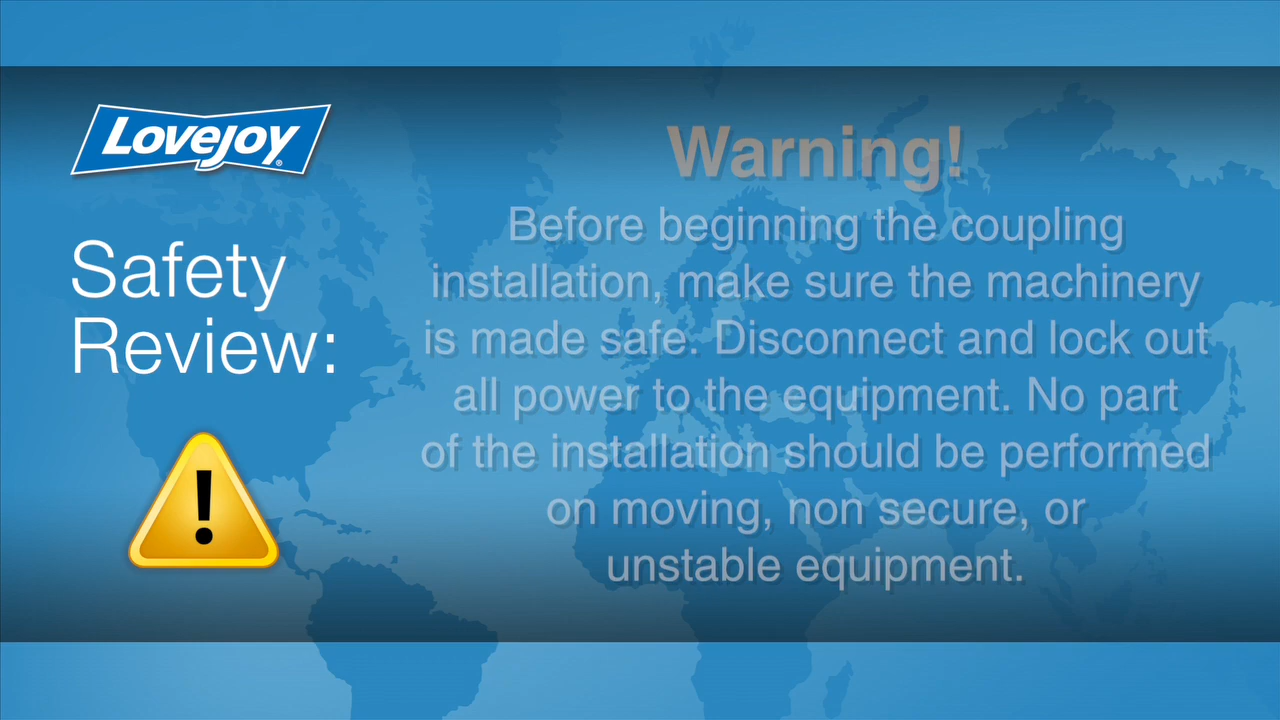 Lovejoy®
Safety
Review:
!
Warning!
Before beginning the coupling
installation, make sure the machinery
is made safe. Disconnect and lock out
all power to the equipment. No part
of the installation should be performed
on moving, non secure, or
unstable equipment.